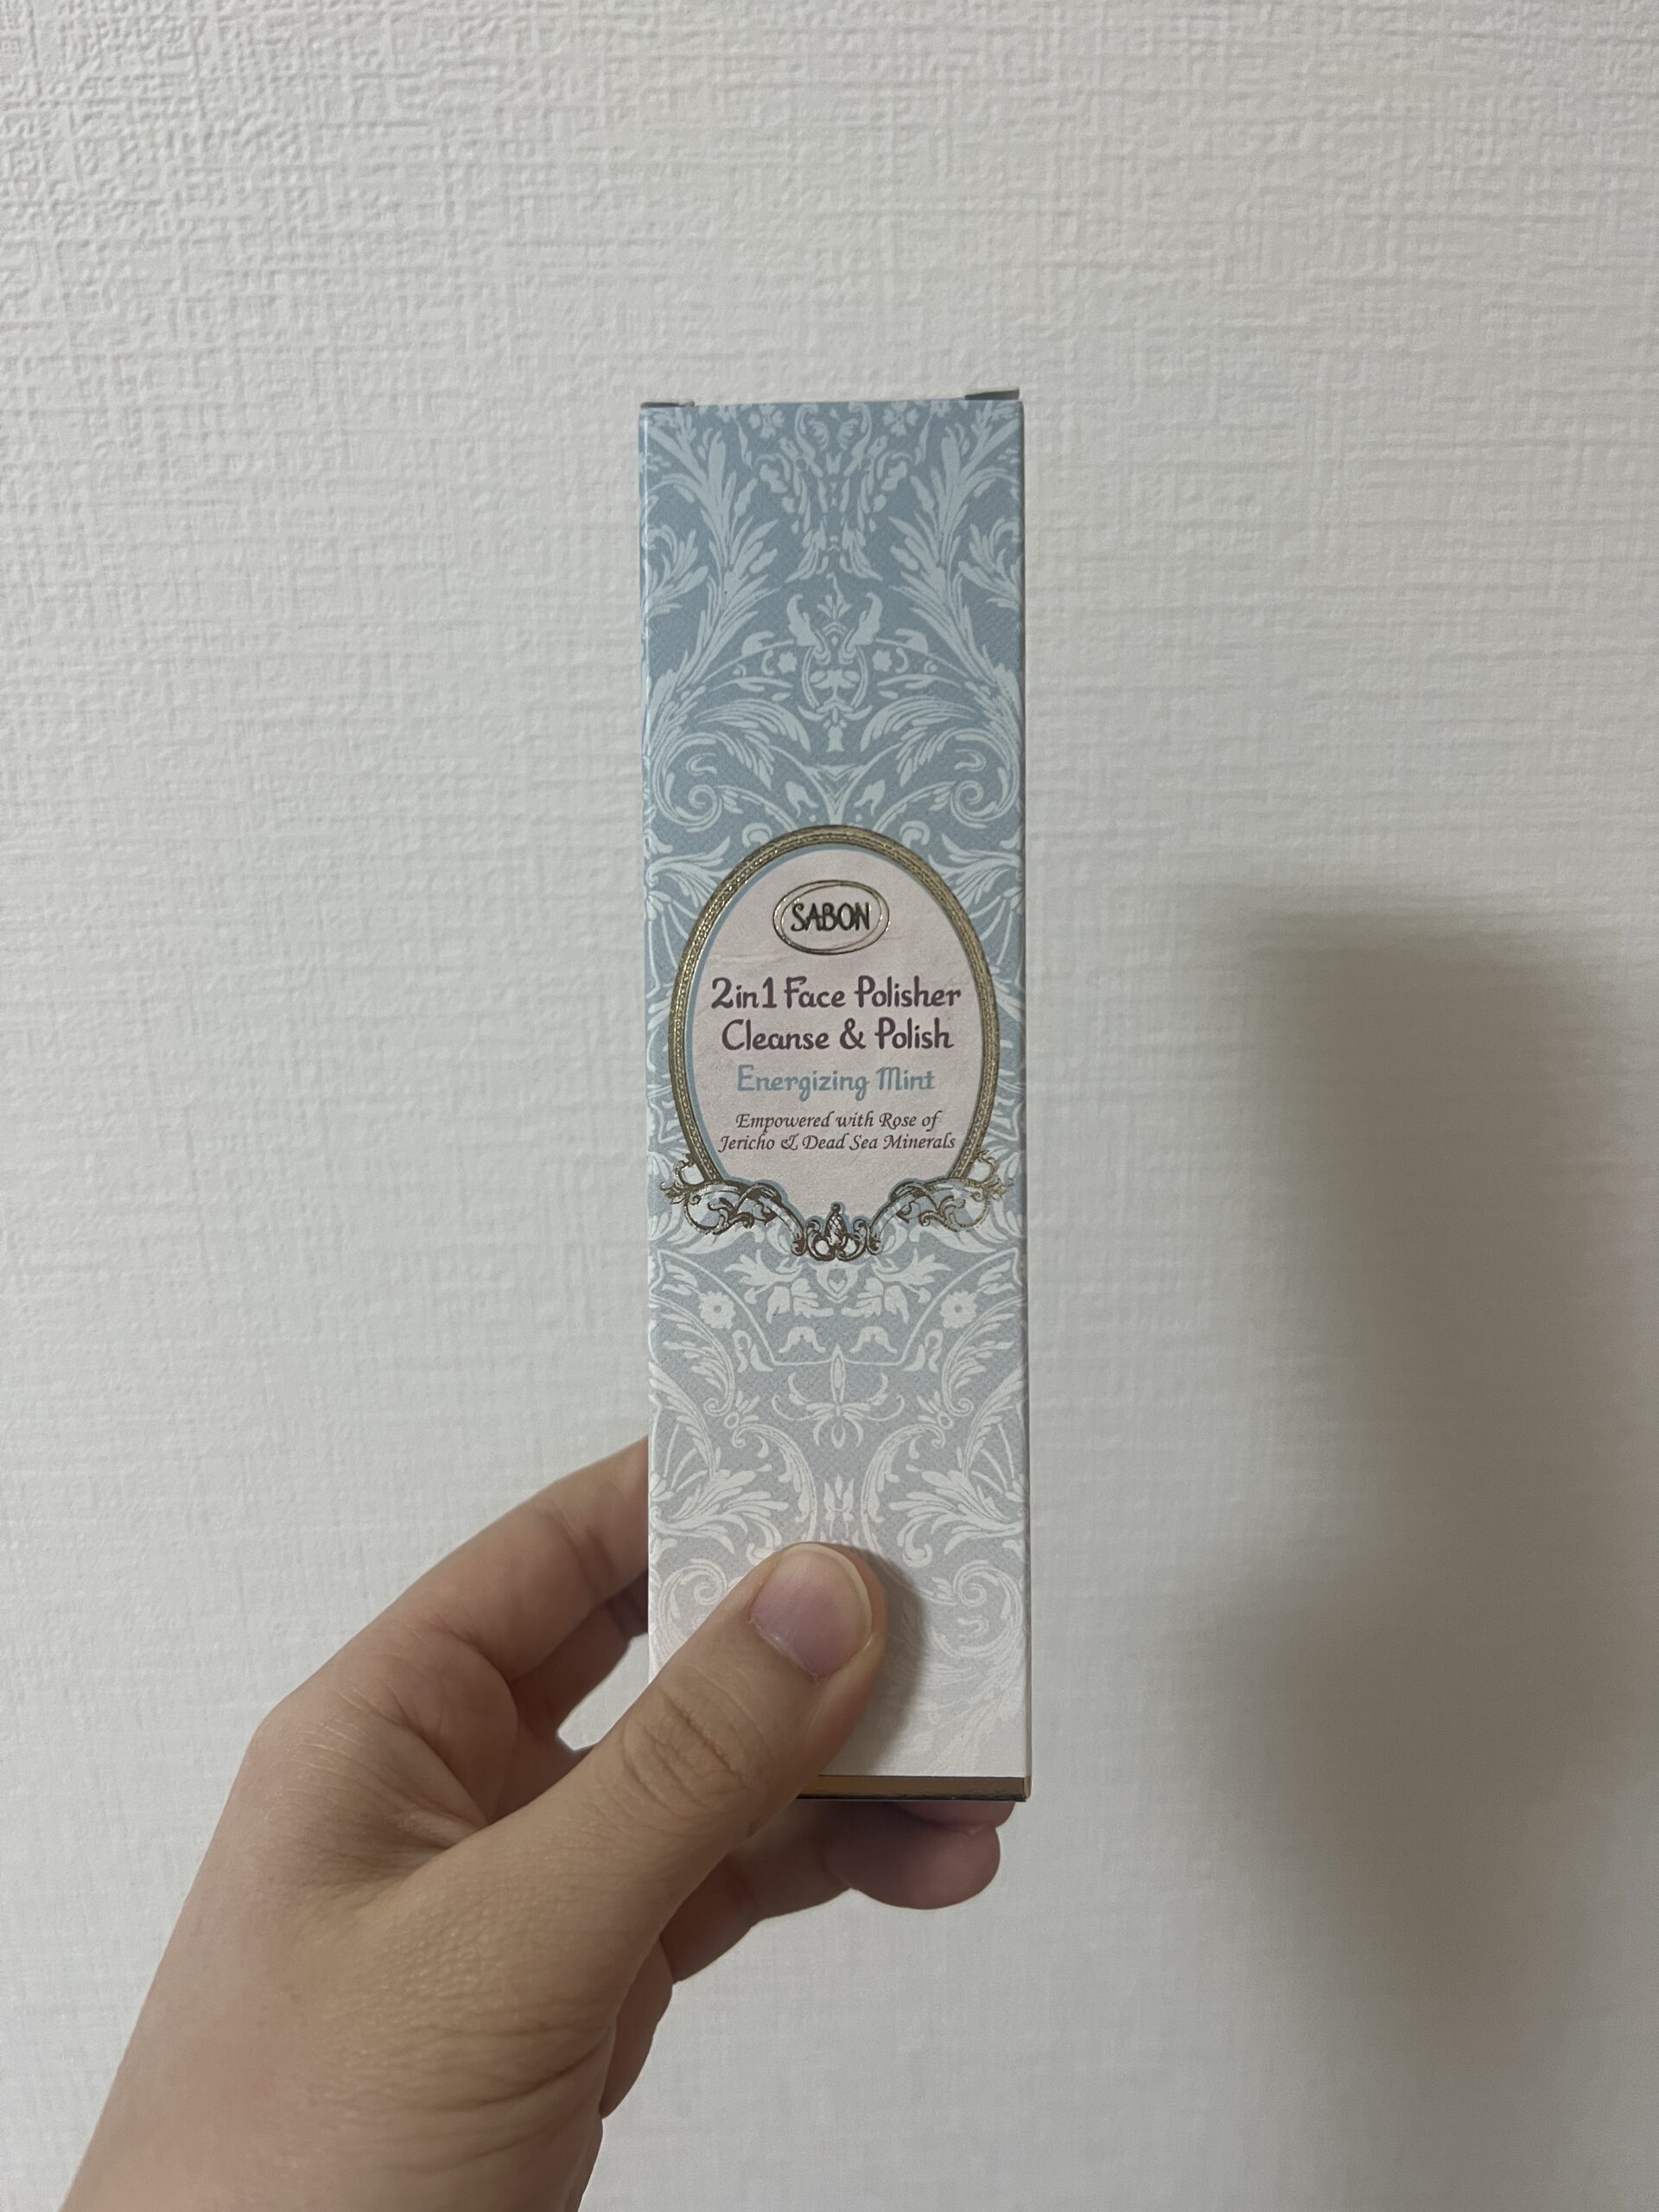 SABON
2in1 Face Polisher
Cleanse & Polish
Energizing Mint
Empowered with Rose of
Jericho & Dead Sea Minerals